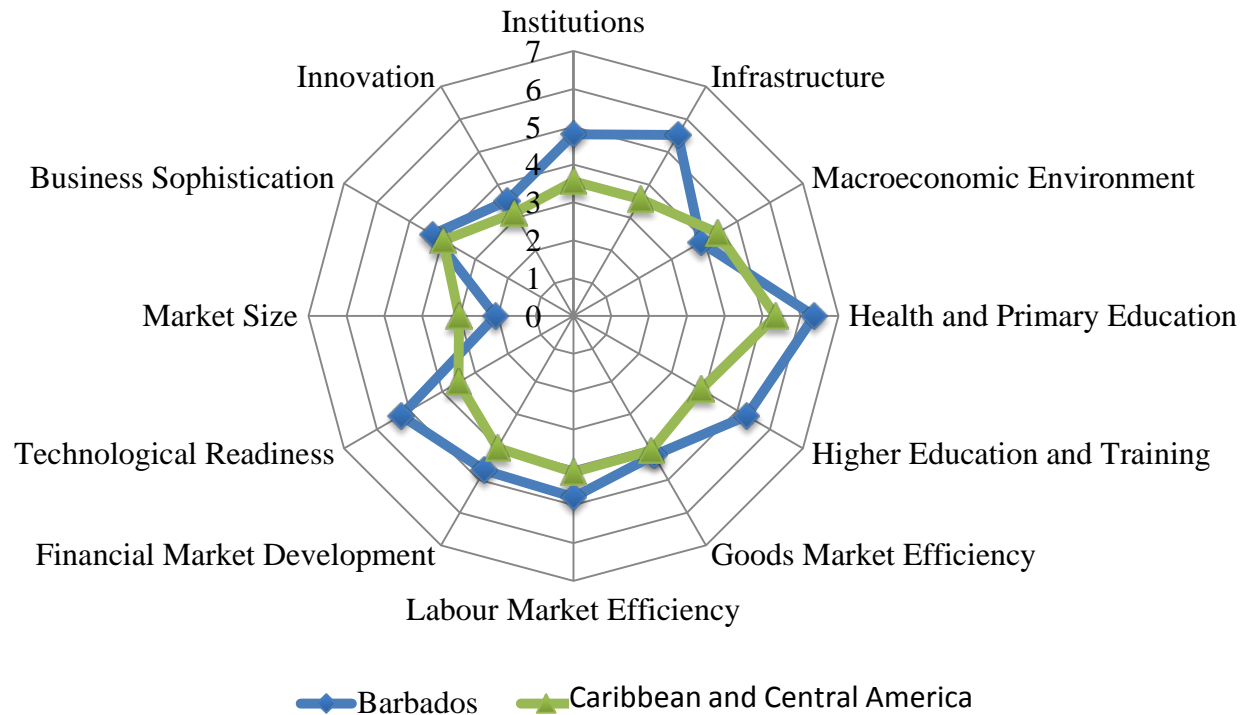 Institutions
7
Innovation
Infrastructure
6
5
Business Sophistication
4
Macroeconomic Environment
3
2
1
Market Size
0
Health and Primary Education
Technological Readiness
Higher Education and Training
Financial Market Development
Goods Market Efficiency
Labour Market Efficiency
Barbados
Caribbean and Central America